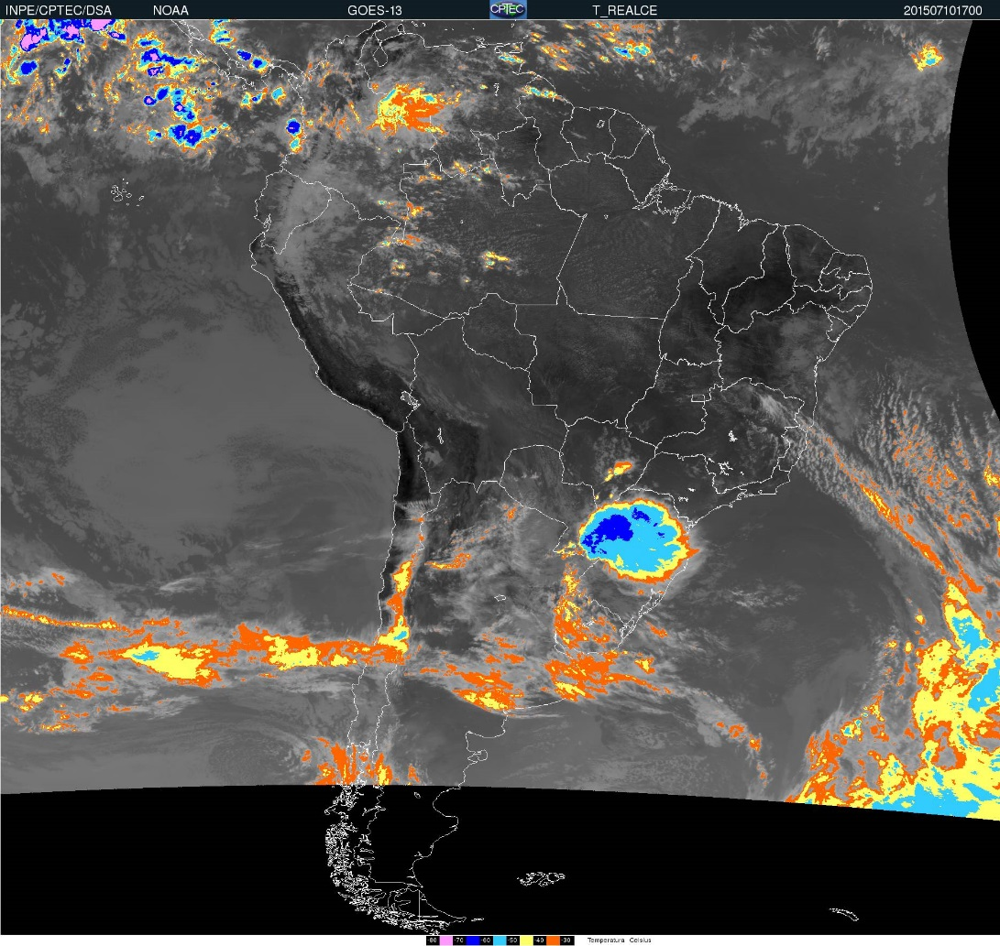 INPE/CPTEC/DSA NOAA GOES-13 CPTEC T_REALCE 201507101700
-80 -70 -60 -50 -40 -30 Temperatura Celsius